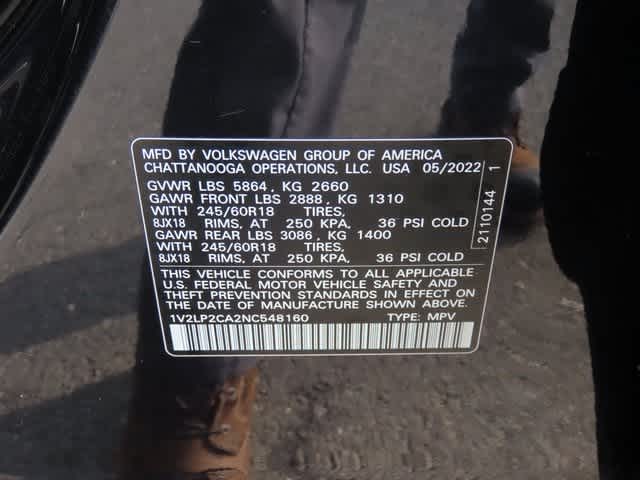 MFD BY VOLKSWAGEN GROUP OF AMERICA
CHATTANOOGA OPERATIONS, LLC. USA 05/2022
GVWR LBS 5864, KG 2660
GAWR FRONT LBS 2888, KG 1310
WITH 245/60R18 TIRES,
8JX18 RIMS, AT 250 KPA, 36 PSI COLD
GAWR REAR LBS 3086, KG 1400
WITH 245/60R18 TIRES,
8JX18 RIMS, AT 250 KPA, 36 PSI COLD
THIS VEHICLE CONFORMS TO ALL APPLICABLE
U.S. FEDERAL MOTOR VEHICLE SAFETY AND
THEFT PREVENTION STANDARDS IN EFFECT ON
THE DATE OF MANUFACTURE SHOWN ABOVE.
1V2LP2CA2NC548160 TYPE: MPV
2110144 1